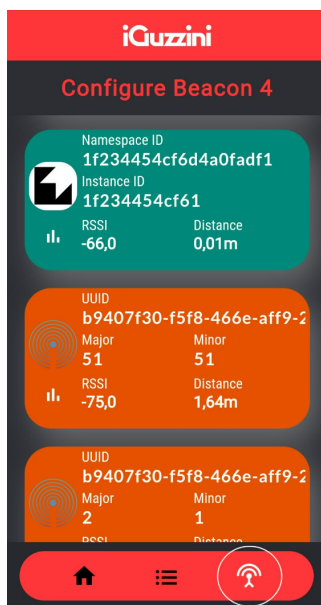 iGuzzini
Configure Beacon 4
Namespace ID
1f234454cf6d4a0fadf1
Instance ID
1f234454cf61
RSSI Distance
-66,0 0,01m
UUID
b9407f30-f5f8-466e-aff9-2
Major Minor
51 51
RSSI Distance
-75,0 1,64m
UUID
b9407f30-f5f8-466e-aff9-2
Major Minor
2 1
RSSI Distance